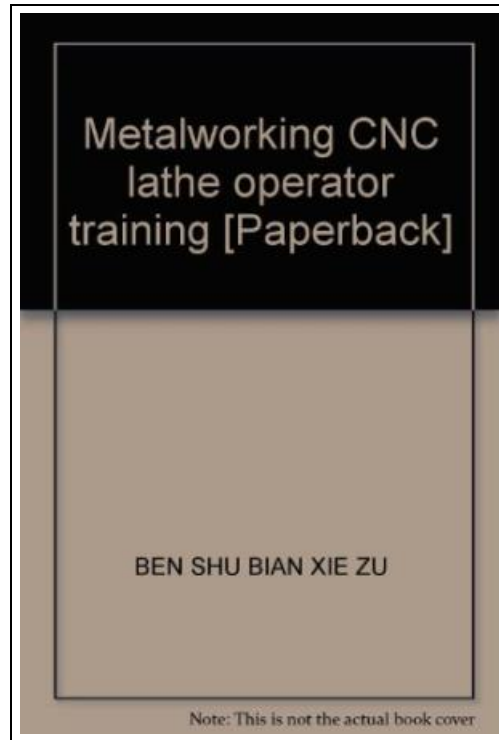 Metalworking CNC
lathe operator
training [Paperback]
BEN SHU BIAN XIE ZU
Note: This is not the actual book cover